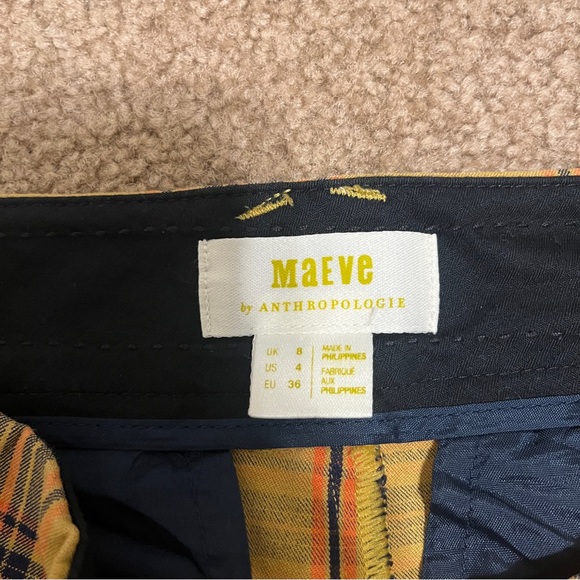 MaEve
by ANTHROPOLOGIE
UK 8
US 4
EU 36
MADE IN
PHILIPPINES
FABRIQUÉ
AUX
PHILIPPINES